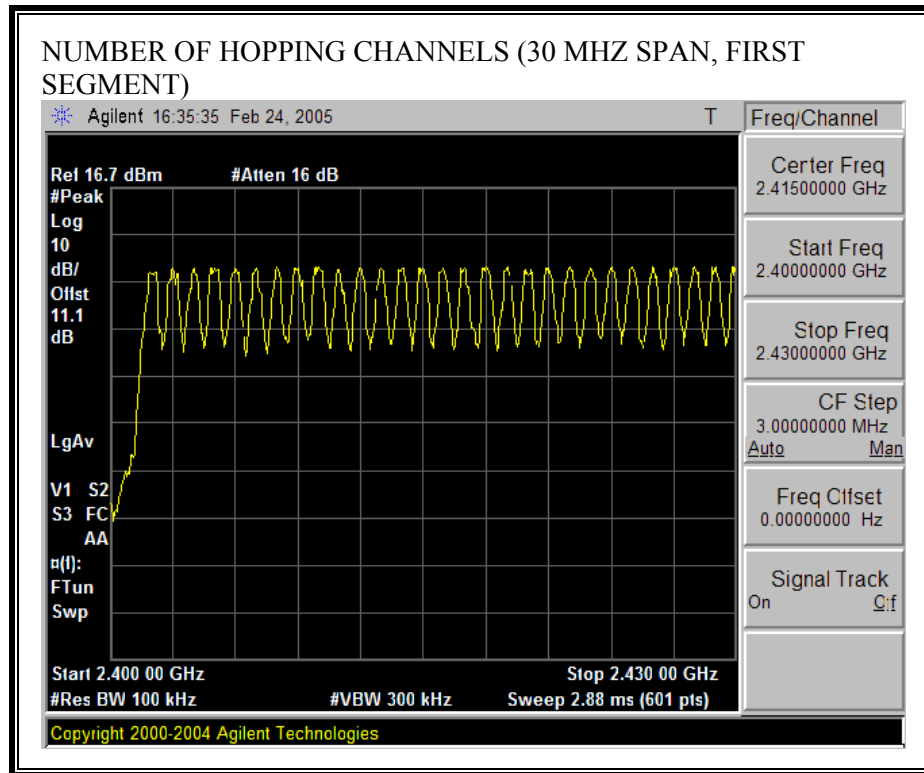 NUMBER OF HOPPING CHANNELS (30 MHZ SPAN, FIRST
SEGMENT)
Agilent 16:35:35 Feb 24, 2005 T
Freq/Channel
Ref 16.7 dBm #Atten 16 dB
#Peak
Log
10
dB/
Offst
11.1
dB
LgAv
V1 S2
S3 FC
AA
¤(f):
FTun
Swp
Start 2.400 00 GHz Stop 2.430 00 GHz
#Res BW 100 kHz #VBW 300 kHz Sweep 2.88 ms (601 pts)
Copyright 2000-2004 Agilent Technologies
Center Freq
2.41500000 GHz
Start Freq
2.40000000 GHz
Stop Freq
2.43000000 GHz
CF Step
3.00000000 MHz
Auto Man
Freq Offset
0.00000000 Hz
Signal Track
On Off